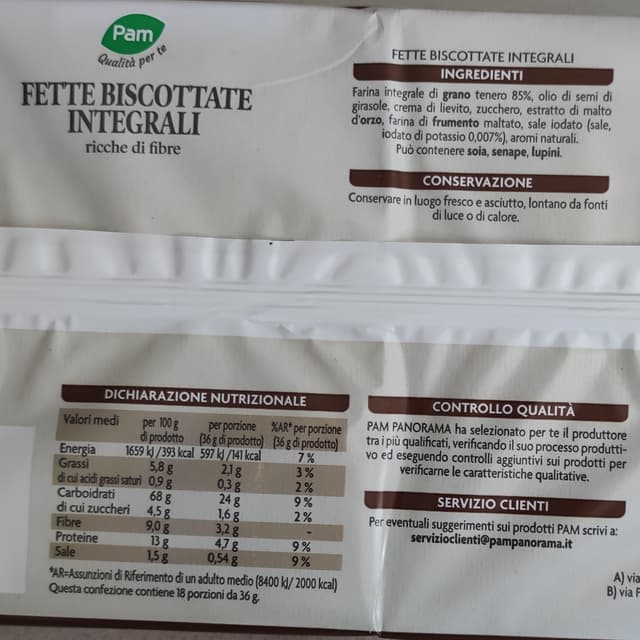 Pam
Qualità per te
FETTE BISCOTTATE
INTEGRALI
ricche di fibre
FETTE BISCOTTATE INTEGRALI
INGREDIENTI
Farina integrale di grano tenero 85%, olio di semi di
girasole, crema di lievito, zucchero, estratto di malto
d'orzo, farina di frumento maltato, sale iodato (sale,
iodato di potassio 0,007%), aromi naturali.
Può contenere soia, senape, lupini.
CONSERVAZIONE
Conservare in luogo fresco e asciutto, lontano da fonti
di luce o di calore.
DICHIARAZIONE NUTRIZIONALE
Valori medi per 100 g per porzione %AR* per porzione
di prodotto (36 g di prodotto) (36 g di prodotto)
Energia 1659 kJ /393 kcal 597 kJ /141 kcal 7 %
Grassi 5,8 g 2,1 g 3 %
di cui acidi grassi saturi 0,9 g 0,3 g 2 %
Carboidrati 68 g 24 g 9 %
di cui zuccheri 4,5 g 1,6 g 2 %
Fibre 9,0 g 3,2 g -
Proteine 13 g 4,7 g 9 %
Sale 1,5 g 0,54 g 9 %
*AR=Assunzioni di Riferimento di un adulto medio (8400 kJ/ 2000 kcal)
Questa confezione contiene 18 porzioni da 36 g.
CONTROLLO QUALITÀ
PAM PANORAMA ha selezionato per te il produttore
tra i più qualificati, verificando il suo processo produtti-
vo ed eseguendo controlli aggiuntivi sui prodotti per
verificarne le caratteristiche qualitative.
SERVIZIO CLIENTI
Per eventuali suggerimenti sui prodotti PAM scrivi a:
servizioclienti@pampanorama.it
A) via
B) via F